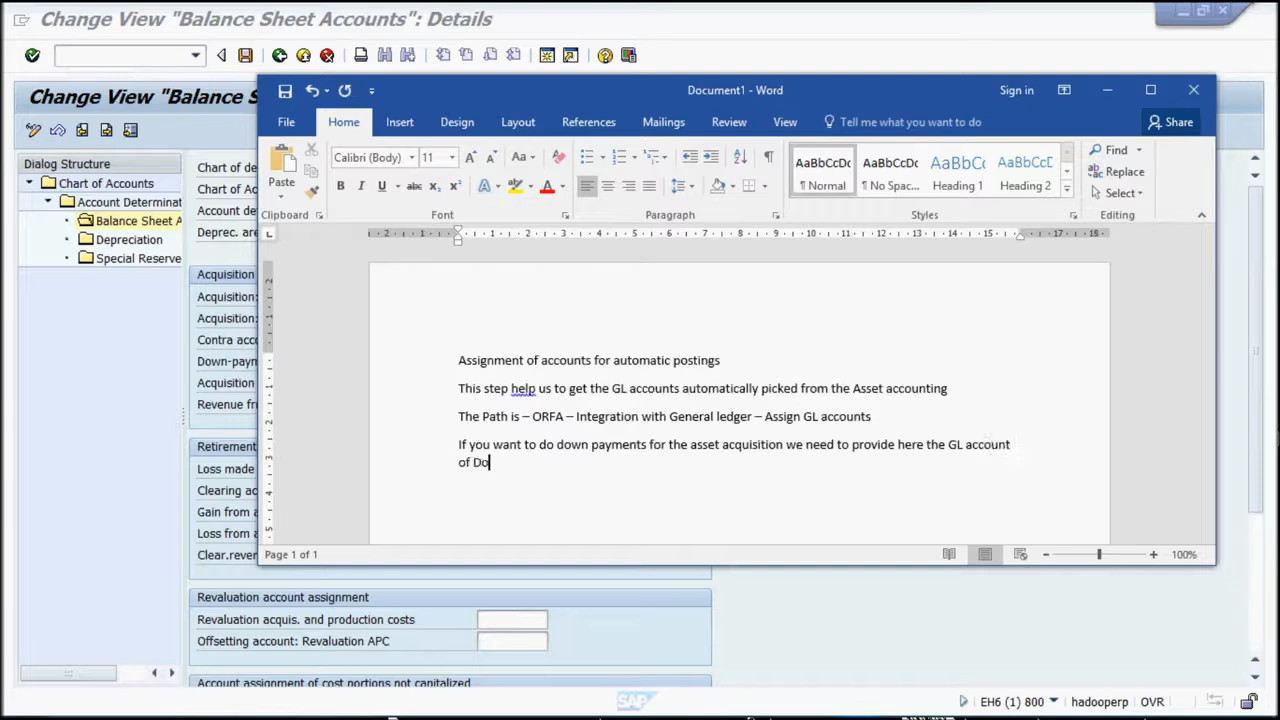 Change View "Balance Sheet Accounts": Details
Change View "Balance S
Document1 - Word
Sign in
File
Home
Insert
Design
Layout
References
Mailings
Review
View
Tell me what you want to do
Share
Dialog Structure
Chart of Accounts
Account Determinat
Balance Sheet A
Depreciation
Special Reserve
Chart of de
Chart of Ac
Account de
Deprec. are
Paste
Clipboard
Calibri (Body)
11
Font
Paragraph
AaBbCcDc
¶ Normal
AaBbCcDc
¶ No Spac...
AaBbCc
Heading 1
AaBbCcC
Heading 2
Styles
Find
Replace
Select
Editing
Acquisition
Acquisition:
Acquisition:
Contra acco
Down-paym
Acquisition
Revenue fr
Retirement
Loss made
Clearing ac
Gain from a
Loss from a
Clear.rever
Assignment of accounts for automatic postings
This step help us to get the GL accounts automatically picked from the Asset accounting
The Path is – ORFA – Integration with General ledger – Assign GL accounts
If you want to do down payments for the asset acquisition we need to provide here the GL account
of Do
Page 1 of 1
100%
Revaluation account assignment
Revaluation acquis. and production costs
Offsetting account: Revaluation APC
Account assignment of cost portions not capitalized
SAP
EH6 (1) 800
hadooperp
OVR